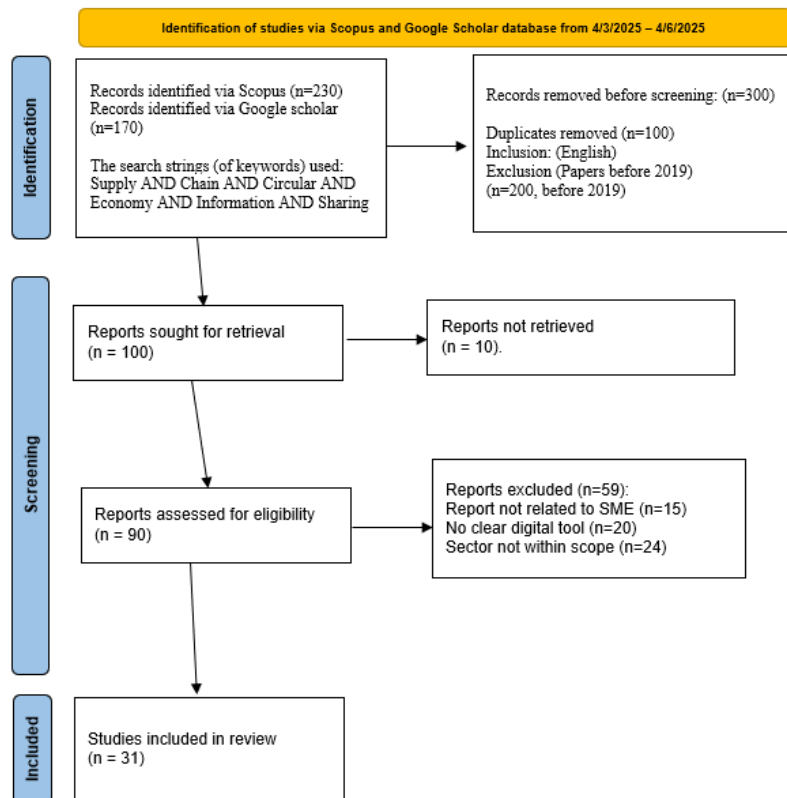 Identification of studies via Scopus and Google Scholar database from 4/3/2025 – 4/6/2025
Identification
Records identified via Scopus (n=230)
Records identified via Google scholar
(n=170)
The search strings (of keywords) used:
Supply AND Chain AND Circular AND
Economy AND Information AND Sharing
Records removed before screening: (n=300)
Duplicates removed (n=100)
Inclusion: (English)
Exclusion (Papers before 2019)
(n=200, before 2019)
Screening
Reports sought for retrieval
(n = 100)
Reports not retrieved
(n = 10).
Reports assessed for eligibility
(n = 90)
Reports excluded (n=59):
Report not related to SME (n=15)
No clear digital tool (n=20)
Sector not within scope (n=24)
Included
Studies included in review
(n = 31)